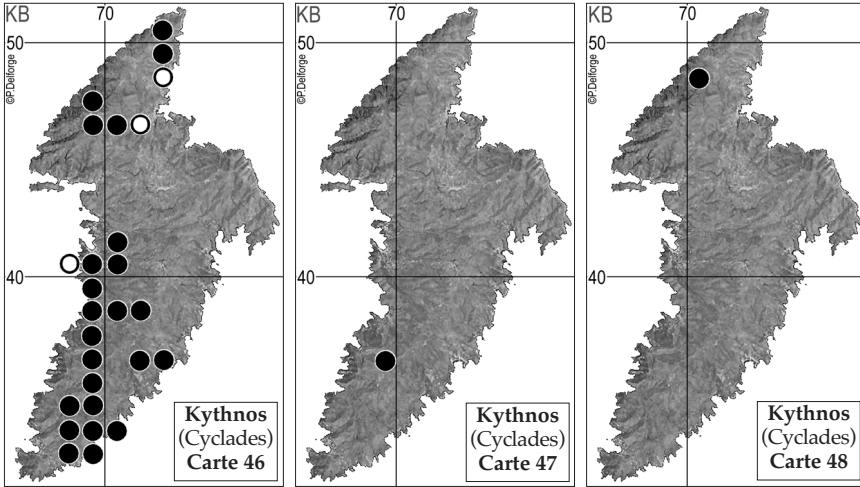 KB
70
50
©P.Delforge
40
Kythnos
(Cyclades)
Carte 46
KB
70
©P.Delforge
Kythnos
(Cyclades)
Carte 47
KB
70
©P.Delforge
Kythnos
(Cyclades)
Carte 48
50
40
50
40